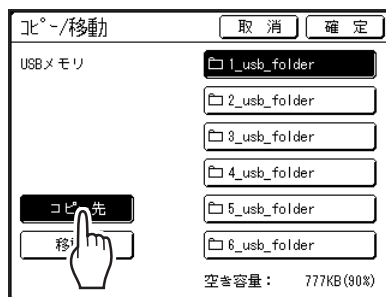 コピー/移動
取 消
確 定
USBメモリ
1_usb_folder
2_usb_folder
3_usb_folder
4_usb_folder
コピー先
5_usb_folder
6_usb_folder
空き容量： 777KB(90%)